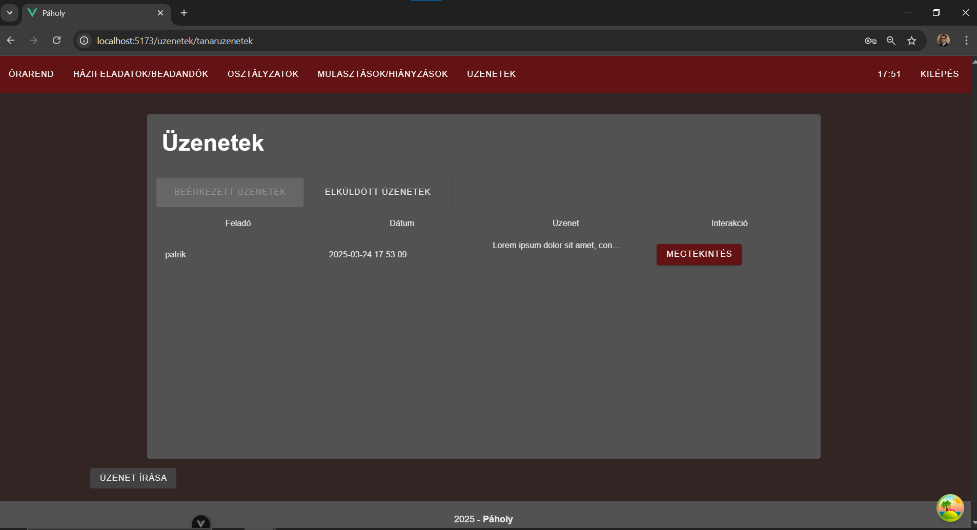 Páholy
localhost:5173/uzenetek/tanaruzenetek
ÓRAREND HÁZIFELADATOK/BEADANDÓK OSZTÁLYZATOK MULASZTÁSOK/HIÁNYZÁSOK ÜZENETEK 17:51 KILÉPÉS
Üzenetek
BEÉRKEZETT ÜZENETEK ELKÜLDÖTT ÜZENETEK
Feladó Dátum Üzenet Interakció
patrik 2025-03-24 17:53:09 Lorem ipsum dolor sit amet, con... MEGTEKINTÉS
ÜZENET ÍRÁSA
2025 - Páholy